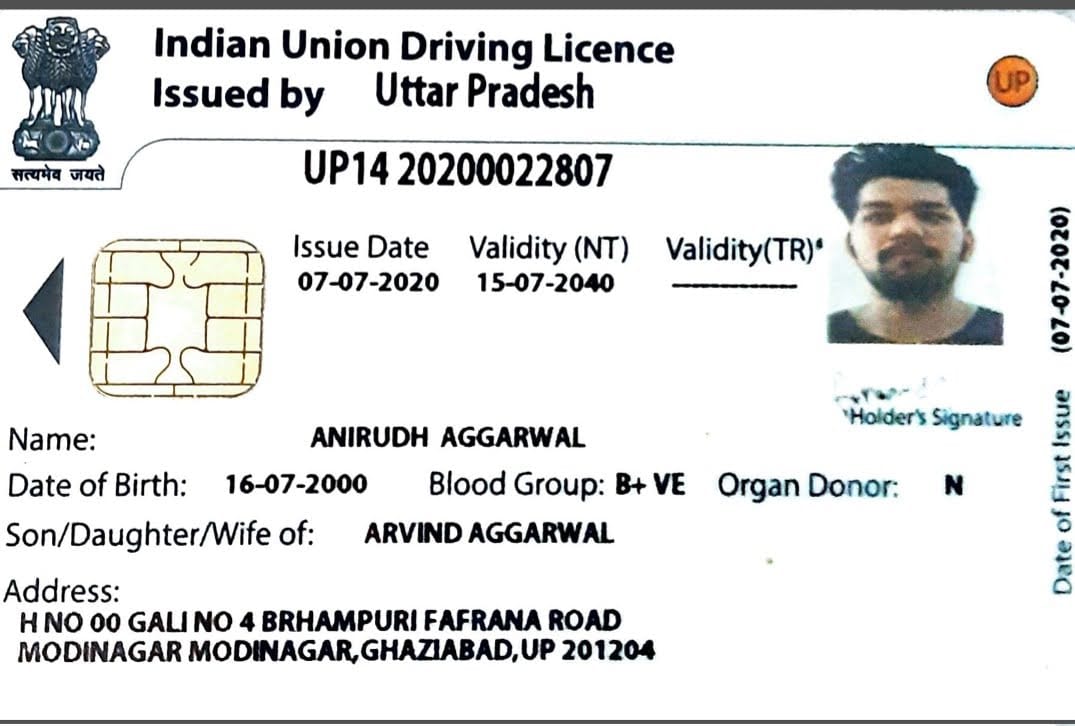 Indian Union Driving Licence
Issued by Uttar Pradesh
UP
सत्यमेव जयते
UP14 20200022807
Issue Date Validity (NT) Validity(TR)*
07-07-2020 15-07-2040
Holder's Signature
Name: ANIRUDH AGGARWAL
Date of Birth: 16-07-2000 Blood Group: B+ VE Organ Donor: N
Son/Daughter/Wife of: ARVIND AGGARWAL
Address:
H NO 00 GALI NO 4 BRHAMPURI FAFRANA ROAD
MODINAGAR MODINAGAR,GHAZIABAD,UP 201204
Date of First Issue (07-07-2020)